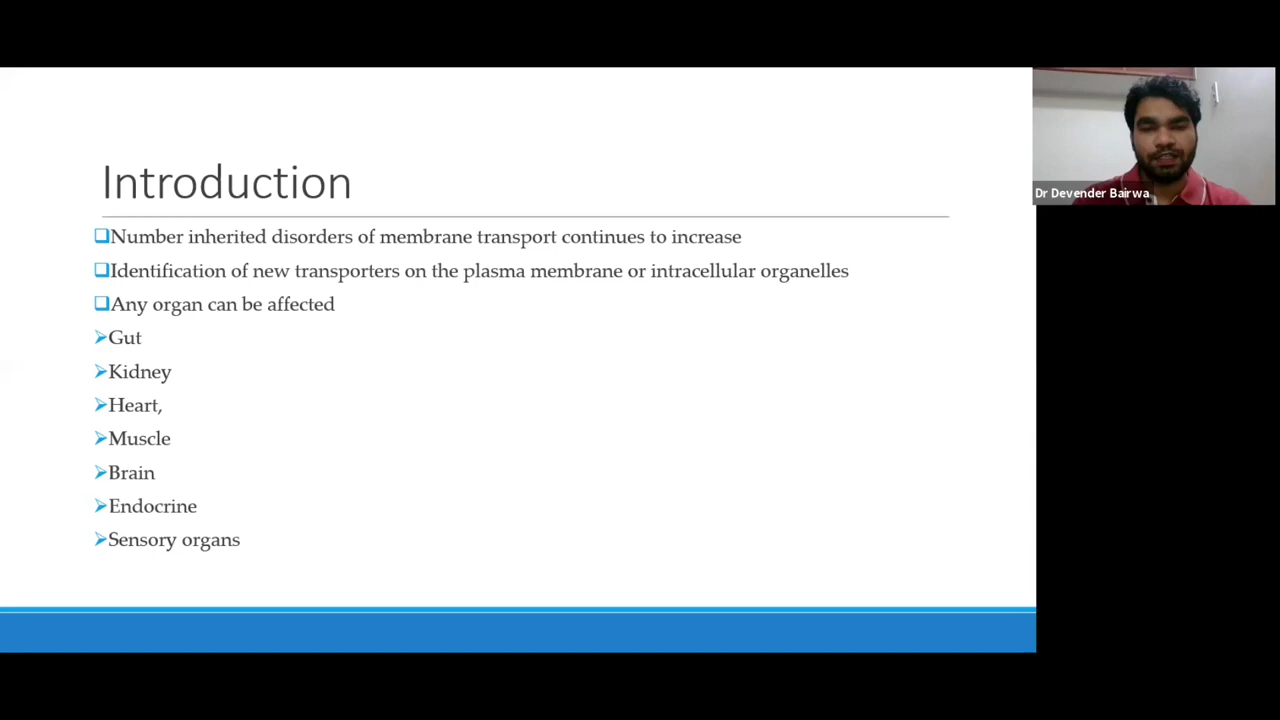 Introduction
Number inherited disorders of membrane transport continues to increase
Identification of new transporters on the plasma membrane or intracellular organelles
Any organ can be affected
Gut
Kidney
Heart,
Muscle
Brain
Endocrine
Sensory organs
Dr Devender Bairwa